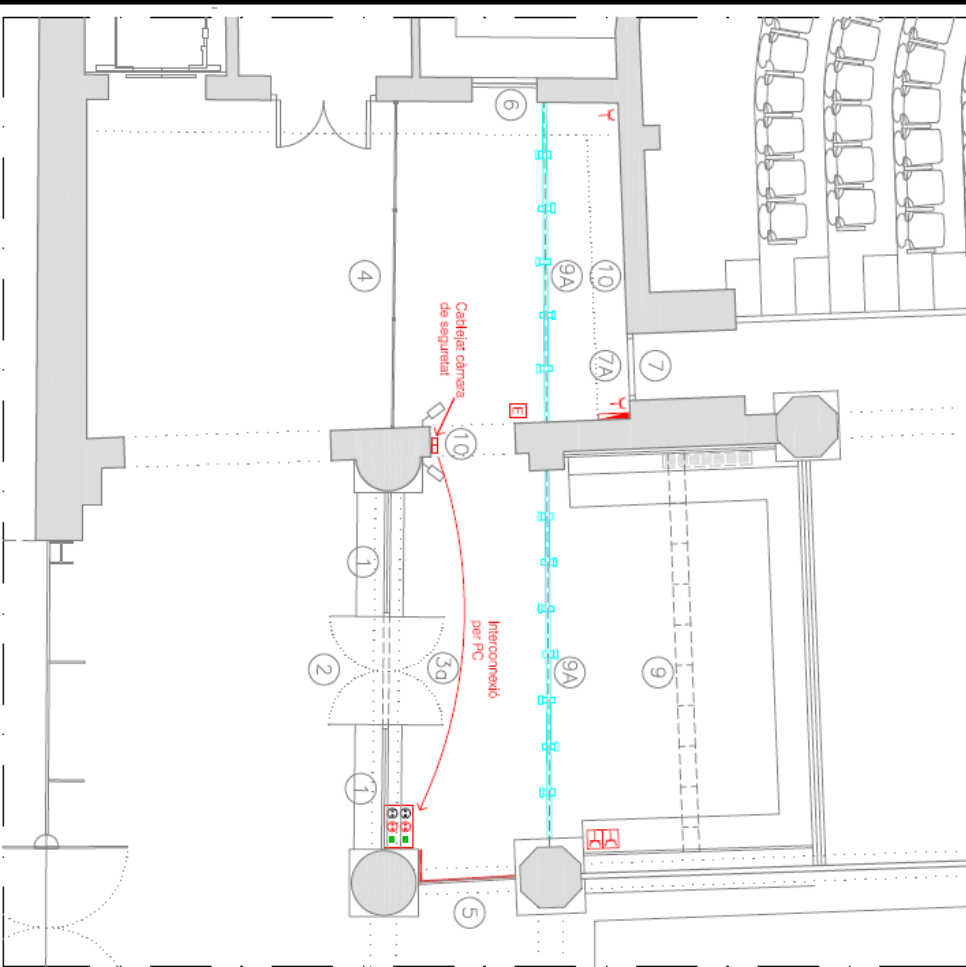 6
4
9A
10
7A
7
Cablejat càmara
de seguretat
E
10
1
2
3a
Interconnexió
per PC
9A
9
1
5